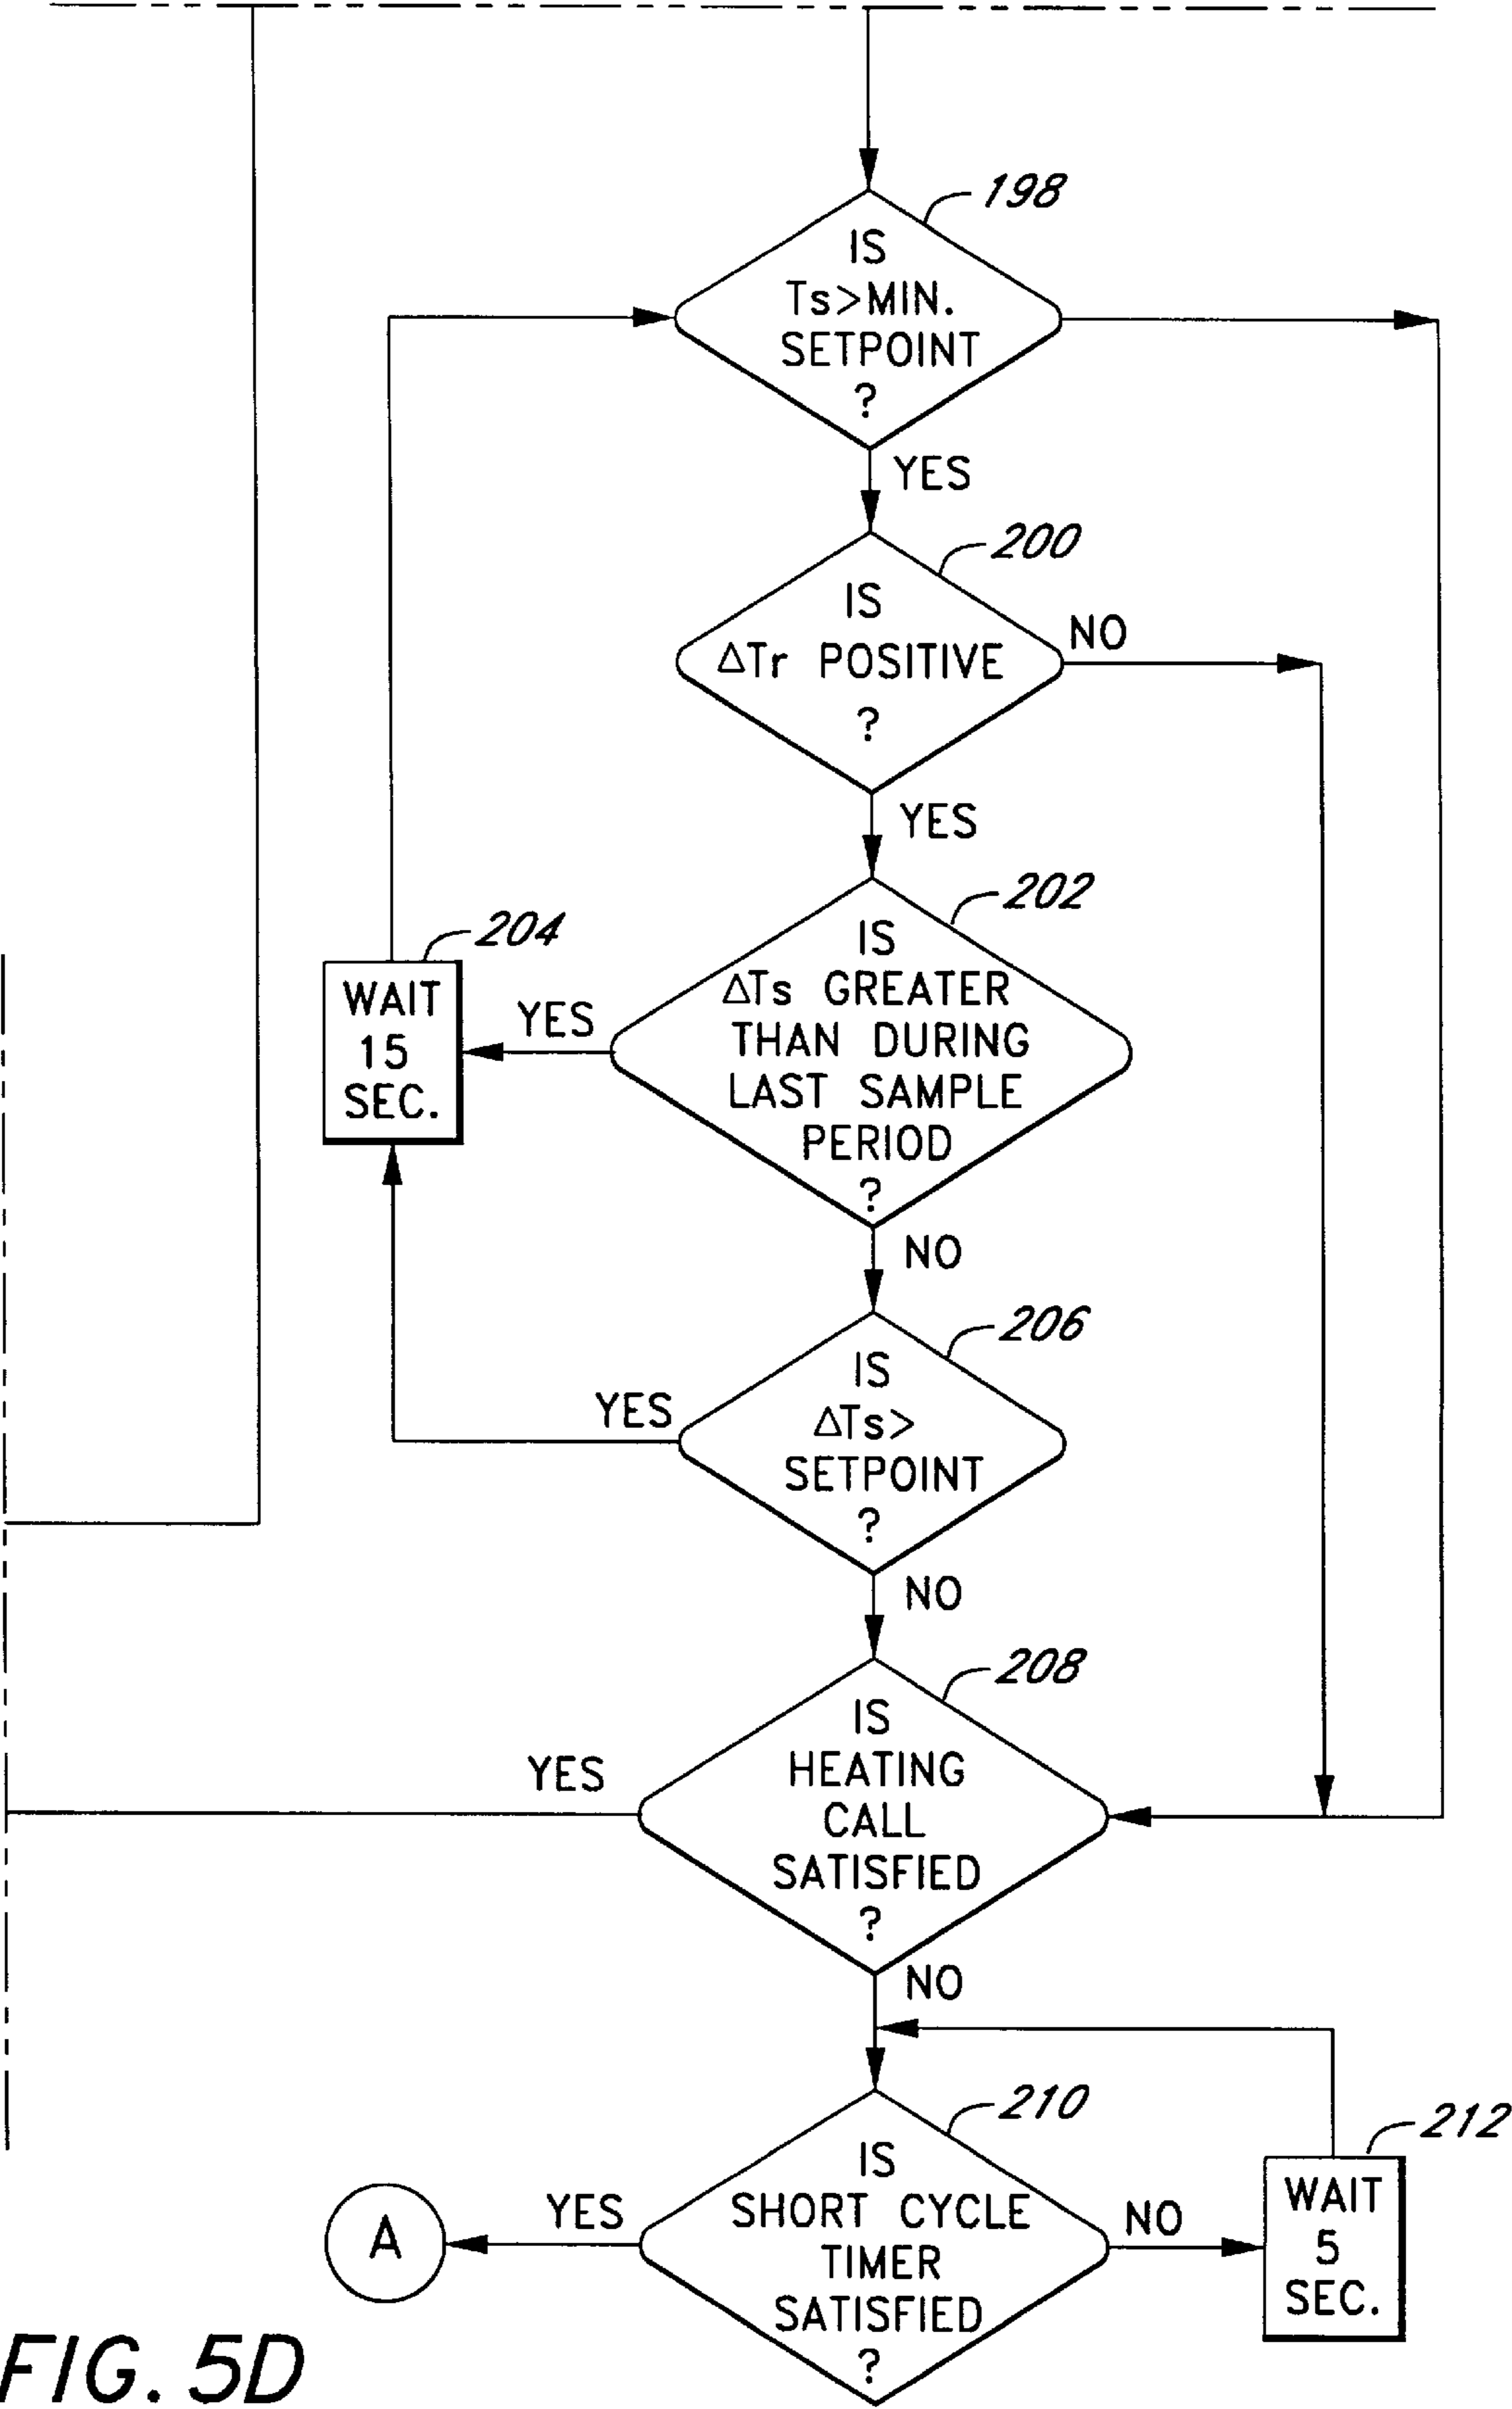 198
IS
Ts>MIN.
SETPOINT
?
YES
200
IS
ΔTr POSITIVE
?
NO
YES
202
IS
ΔTs GREATER
THAN DURING
LAST SAMPLE
PERIOD
?
YES
204
WAIT
15
SEC.
NO
206
IS
ΔTs>
SETPOINT
?
YES
NO
208
IS
HEATING
CALL
SATISFIED
?
YES
NO
210
IS
SHORT CYCLE
TIMER
SATISFIED
?
YES
A
NO
212
WAIT
5
SEC.
FIG. 5D